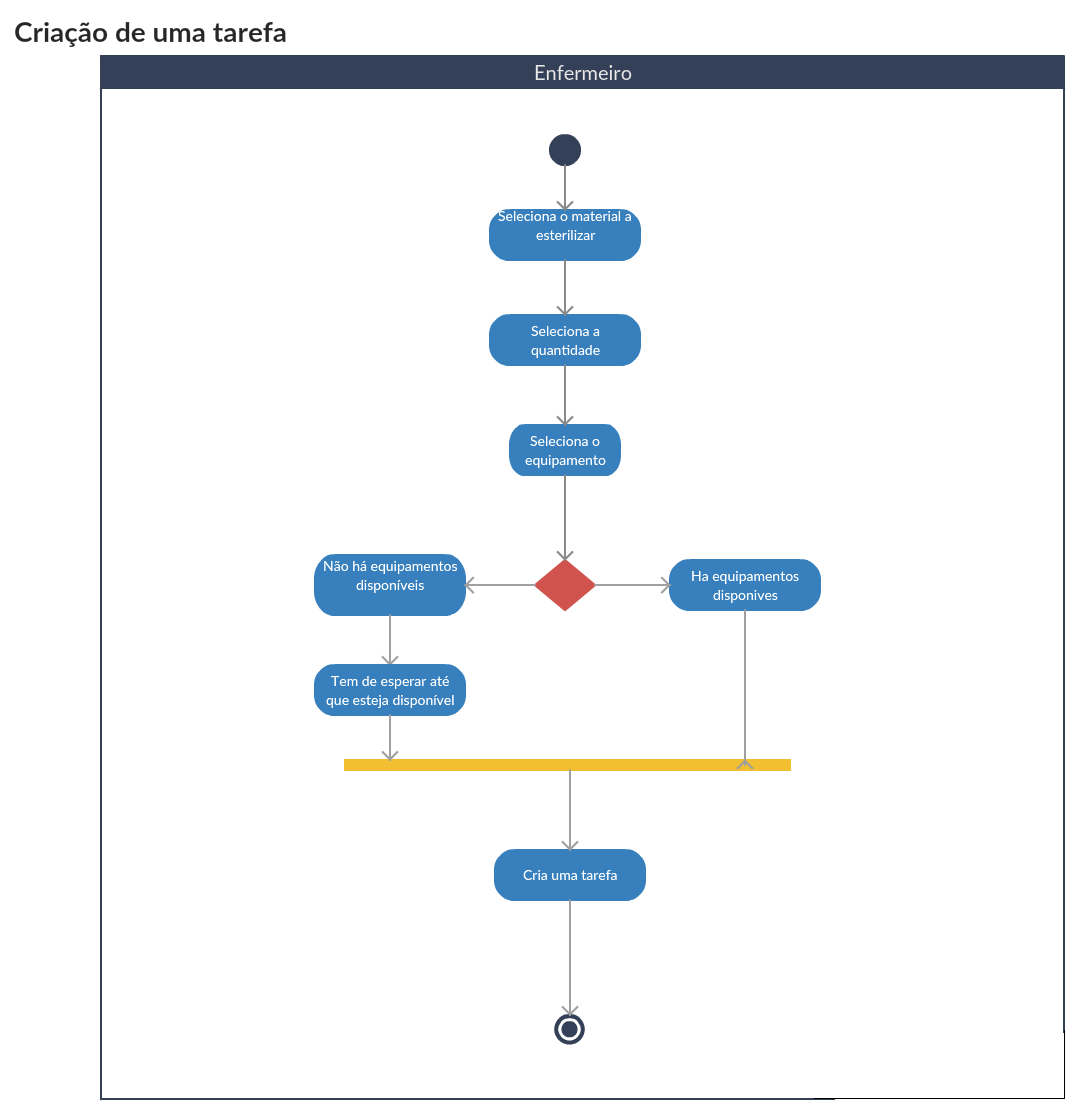 Criação de uma tarefa
Enfermeiro
Seleciona o material a
esterilizar
Seleciona a
quantidade
Seleciona o
equipamento
Não há equipamentos
disponíveis
Ha equipamentos
disponives
Tem de esperar até
que esteja disponível
Cria uma tarefa